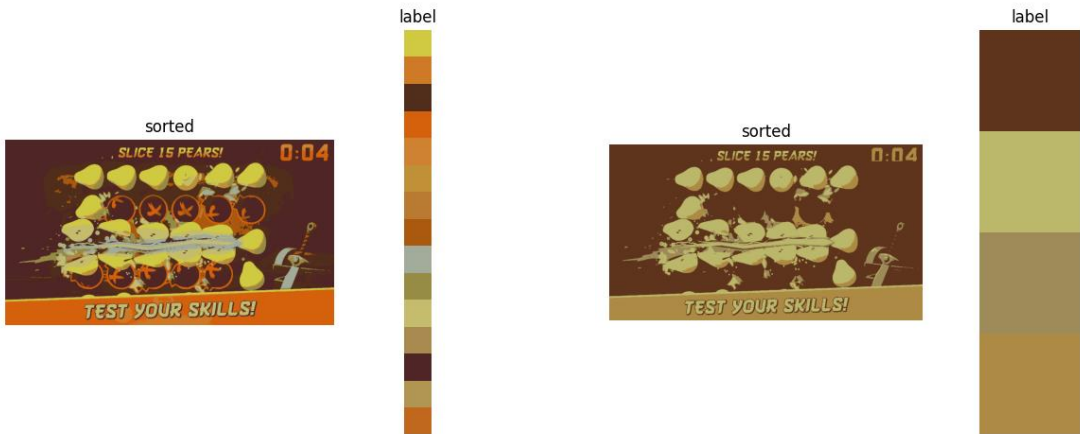 label
label
sorted
sorted
SLICE 15 PEARS!
0:04
SLICE 15 PEARS!
0:04
TEST YOUR SKILLS!
TEST YOUR SKILLS!